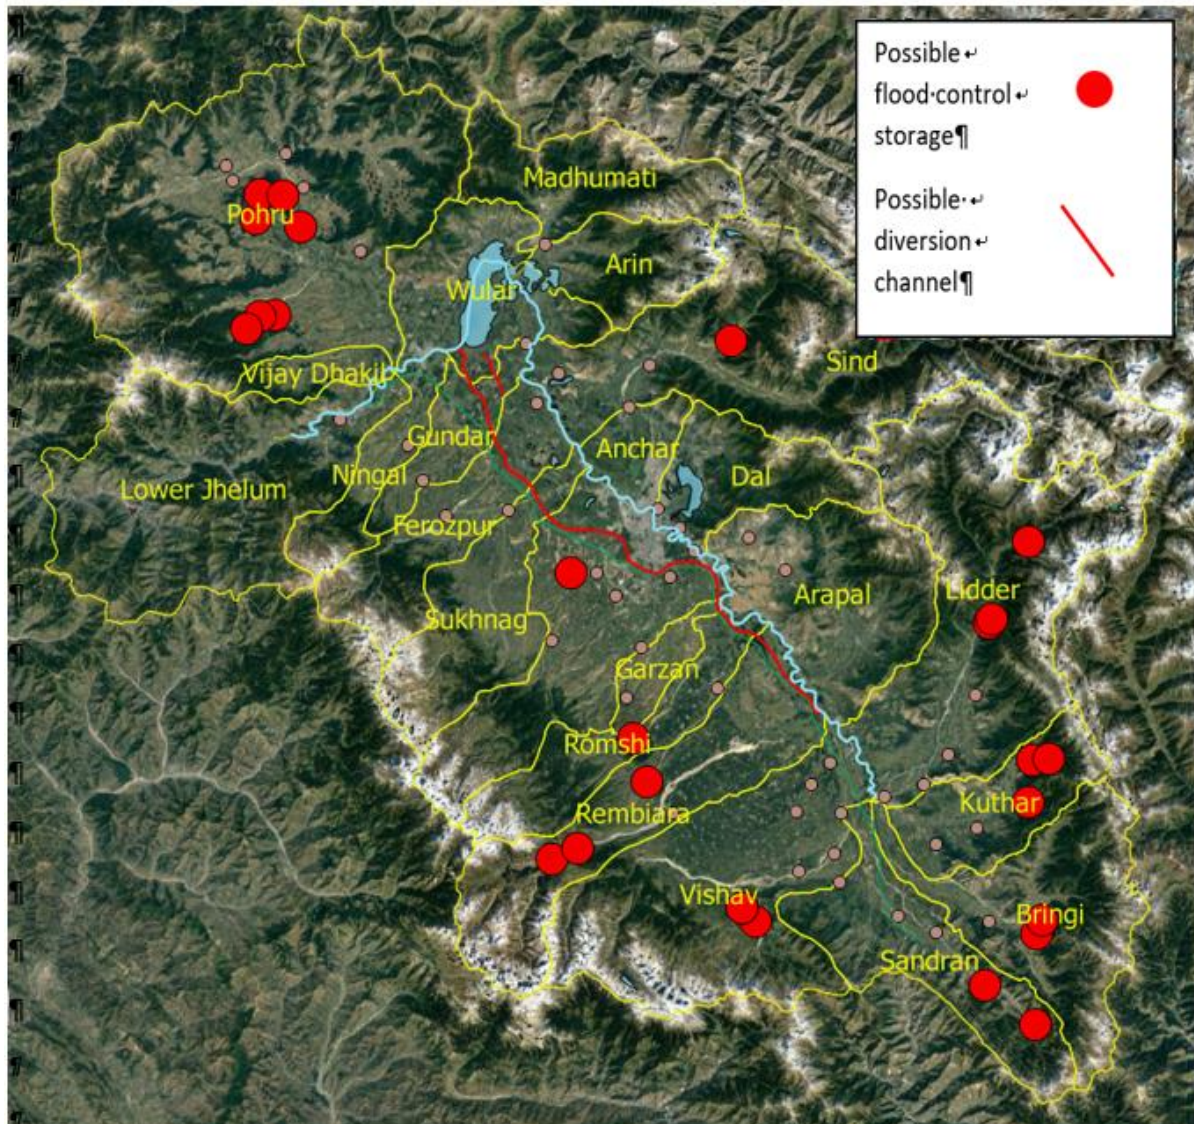 Possible ↵
flood·control ↵
storage¶
Possible· ↵
diversion ↵
channel¶
Madhumati
Pohru
Arin
Wular
Sind
Vijay Dhakil
Gundar
Anchar
Dal
Ningal
Lower Jhelum
Ferozpur
Arapal
Lidder
Sukhnag
Garzan
Romshi
Kuthar
Rembiara
Vishav
Bringi
Sandran